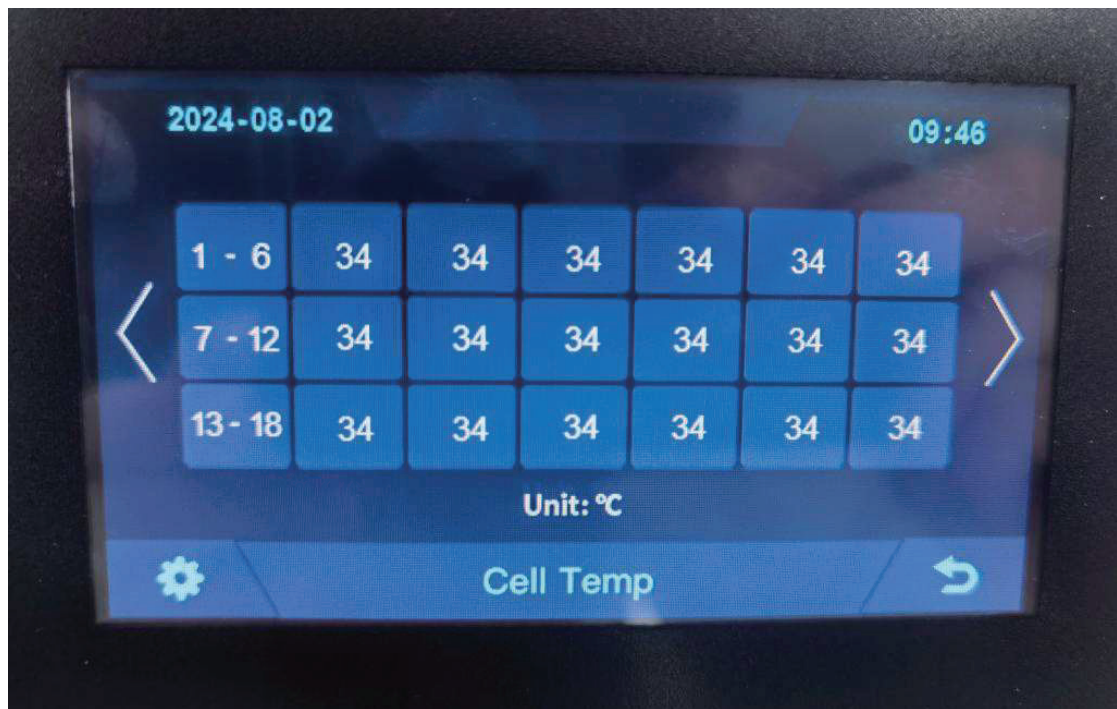 2024-08-02 09:46
1 - 6 34 34 34 34 34 34
7 - 12 34 34 34 34 34 34
13 - 18 34 34 34 34 34 34
Unit: ℃
Cell Temp